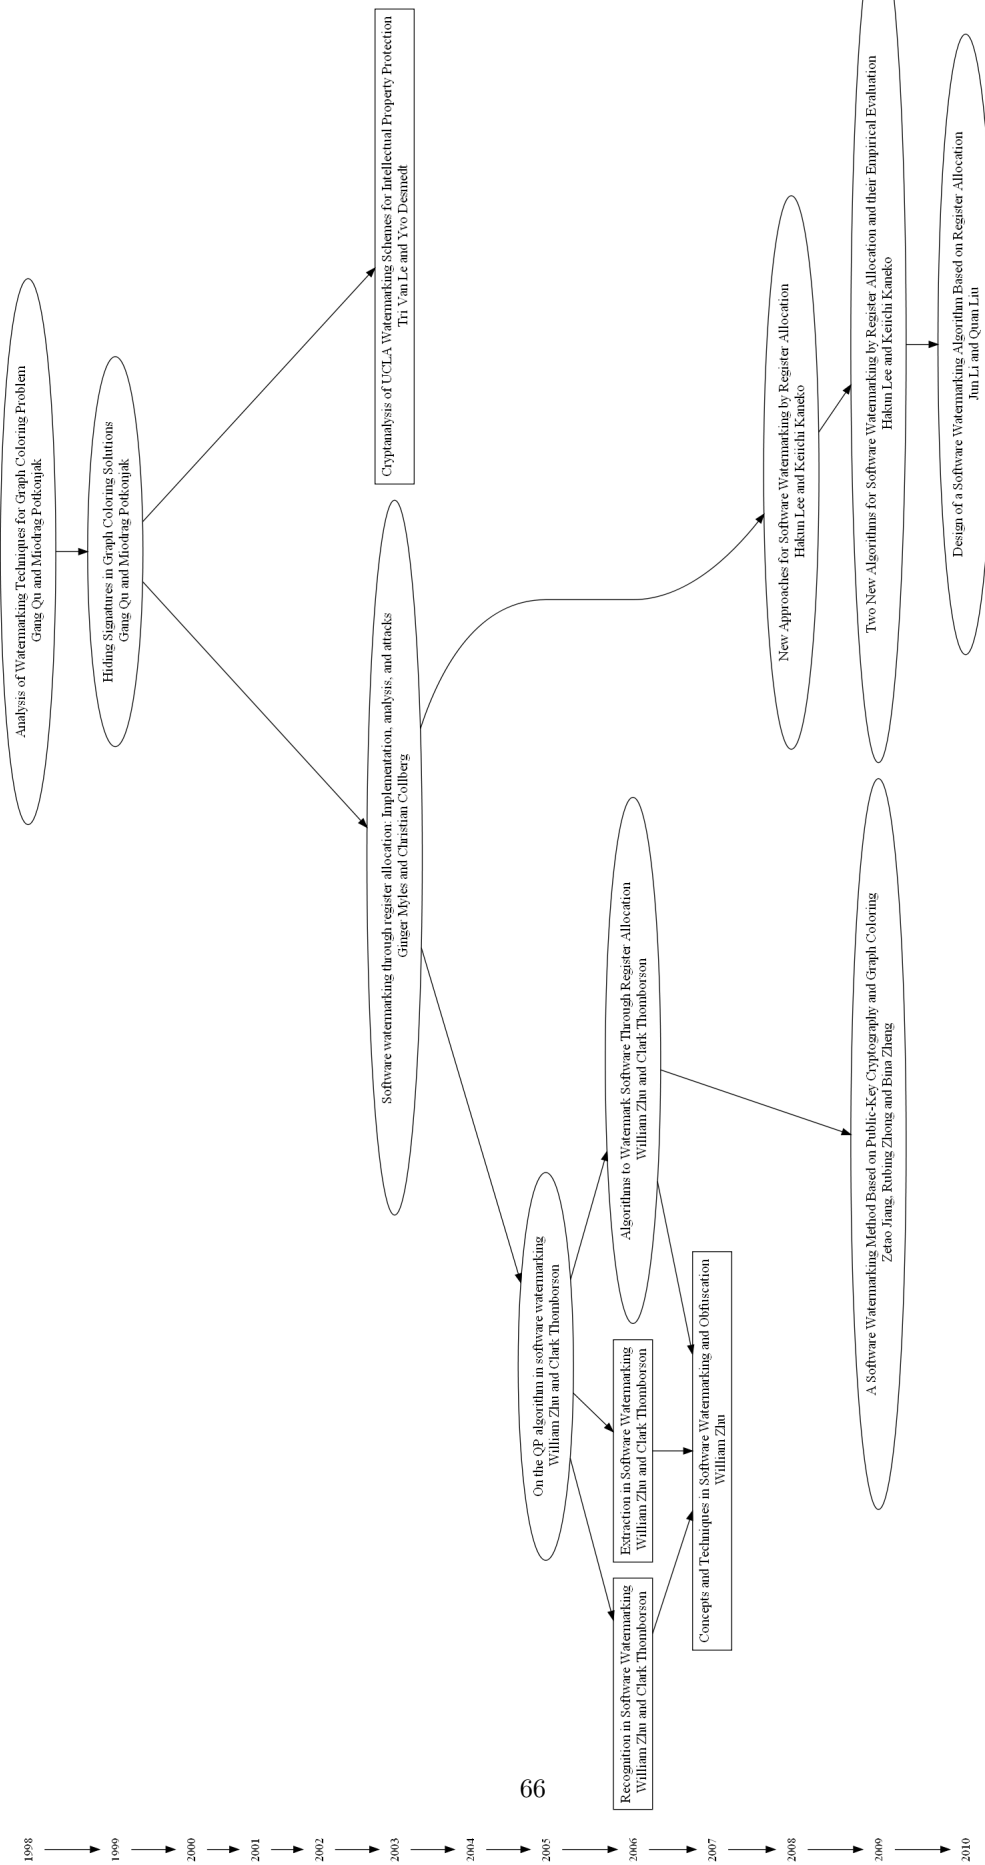 Analysis of Watermarking Techniques for Graph Coloring Problem
Gang Qu and Miodrag Potkonjak
Hiding Signatures in Graph Coloring Solutions
Gang Qu and Miodrag Potkonjak
Cryptanalysis of UCLA Watermarking Schemes for Intellectual Property Protection
Tri Van Le and Yvo Desmedt
Software watermarking through register allocation: Implementation, analysis, and attacks
Ginger Myles and Christian Collberg
On the QP algorithm in software watermarking
William Zhu and Clark Thomborson
Algorithms to Watermark Software Through Register Allocation
William Zhu and Clark Thomborson
Extraction in Software Watermarking
William Zhu and Clark Thomborson
Recognition in Software Watermarking
William Zhu and Clark Thomborson
Concepts and Techniques in Software Watermarking and Obfuscation
William Zhu
New Approaches for Software Watermarking by Register Allocation
Hakun Lee and Keiichi Kaneko
Two New Algorithms for Software Watermarking by Register Allocation and their Empirical Evaluation
Hakun Lee and Keiichi Kaneko
A Software Watermarking Method Based on Public-Key Cryptography and Graph Coloring
Zetao Jiang, Rubing Zhong and Bina Zheng
Design of a Software Watermarking Algorithm Based on Register Allocation
Jun Li and Quan Liu
66
1998
1999
2000
2001
2002
2003
2004
2005
2006
2007
2008
2009
2010